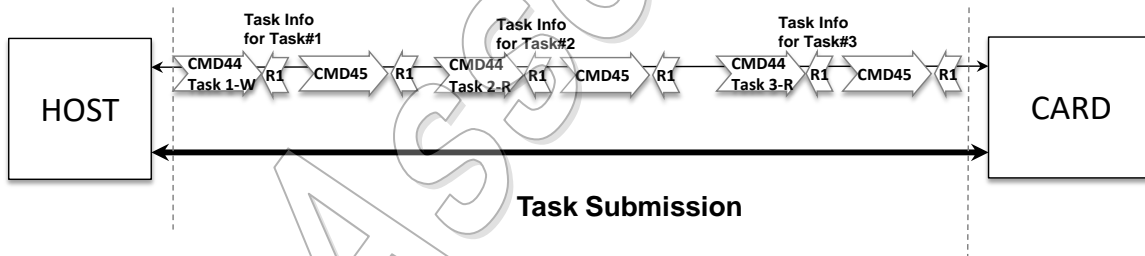 Task Info
for Task#1
Task Info
for Task#2
Task Info
for Task#3
HOST
CMD44
Task 1-W
R1
CMD45
R1
CMD44
Task 2-R
R1
CMD45
R1
CMD44
Task 3-R
R1
CMD45
R1
CARD
Task Submission